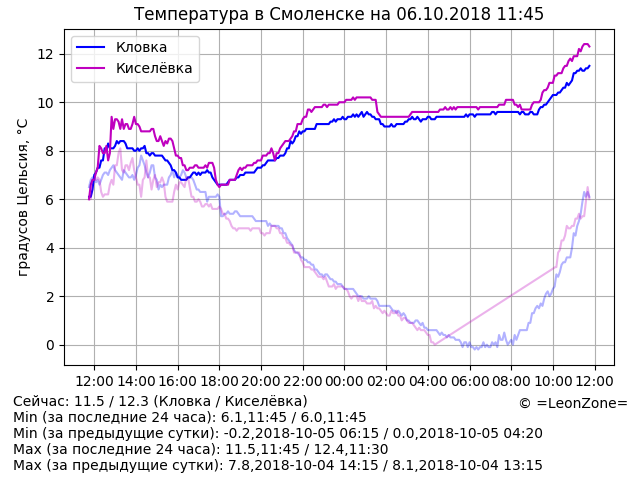 Температура в Смоленске на 06.10.2018 11:45
Кловка
Киселёвка
градусов Цельсия, °C
12
10
8
6
4
2
0
12:00 14:00 16:00 18:00 20:00 22:00 00:00 02:00 04:00 06:00 08:00 10:00 12:00
Сейчас: 11.5 / 12.3 (Кловка / Киселёвка)
© =LeonZone=
Min (за последние 24 часа): 6.1,11:45 / 6.0,11:45
Min (за предыдущие сутки): -0.2,2018-10-05 06:15 / 0.0,2018-10-05 04:20
Max (за последние 24 часа): 11.5,11:45 / 12.4,11:30
Max (за предыдущие сутки): 7.8,2018-10-04 14:15 / 8.1,2018-10-04 13:15